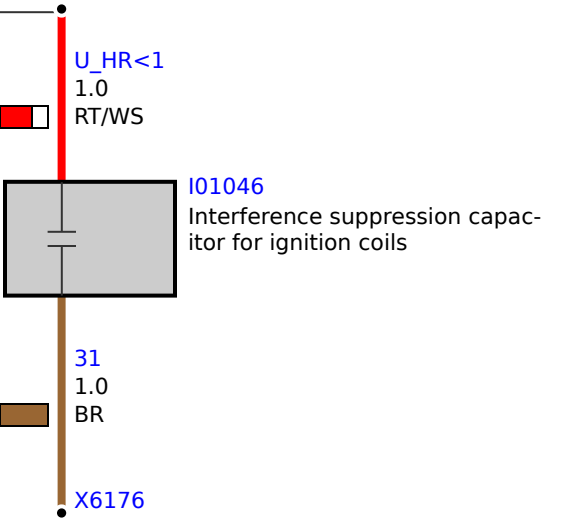 U_HR<1
1.0
RT/WS
I01046
Interference suppression capac-
itor for ignition coils
31
1.0
BR
X6176